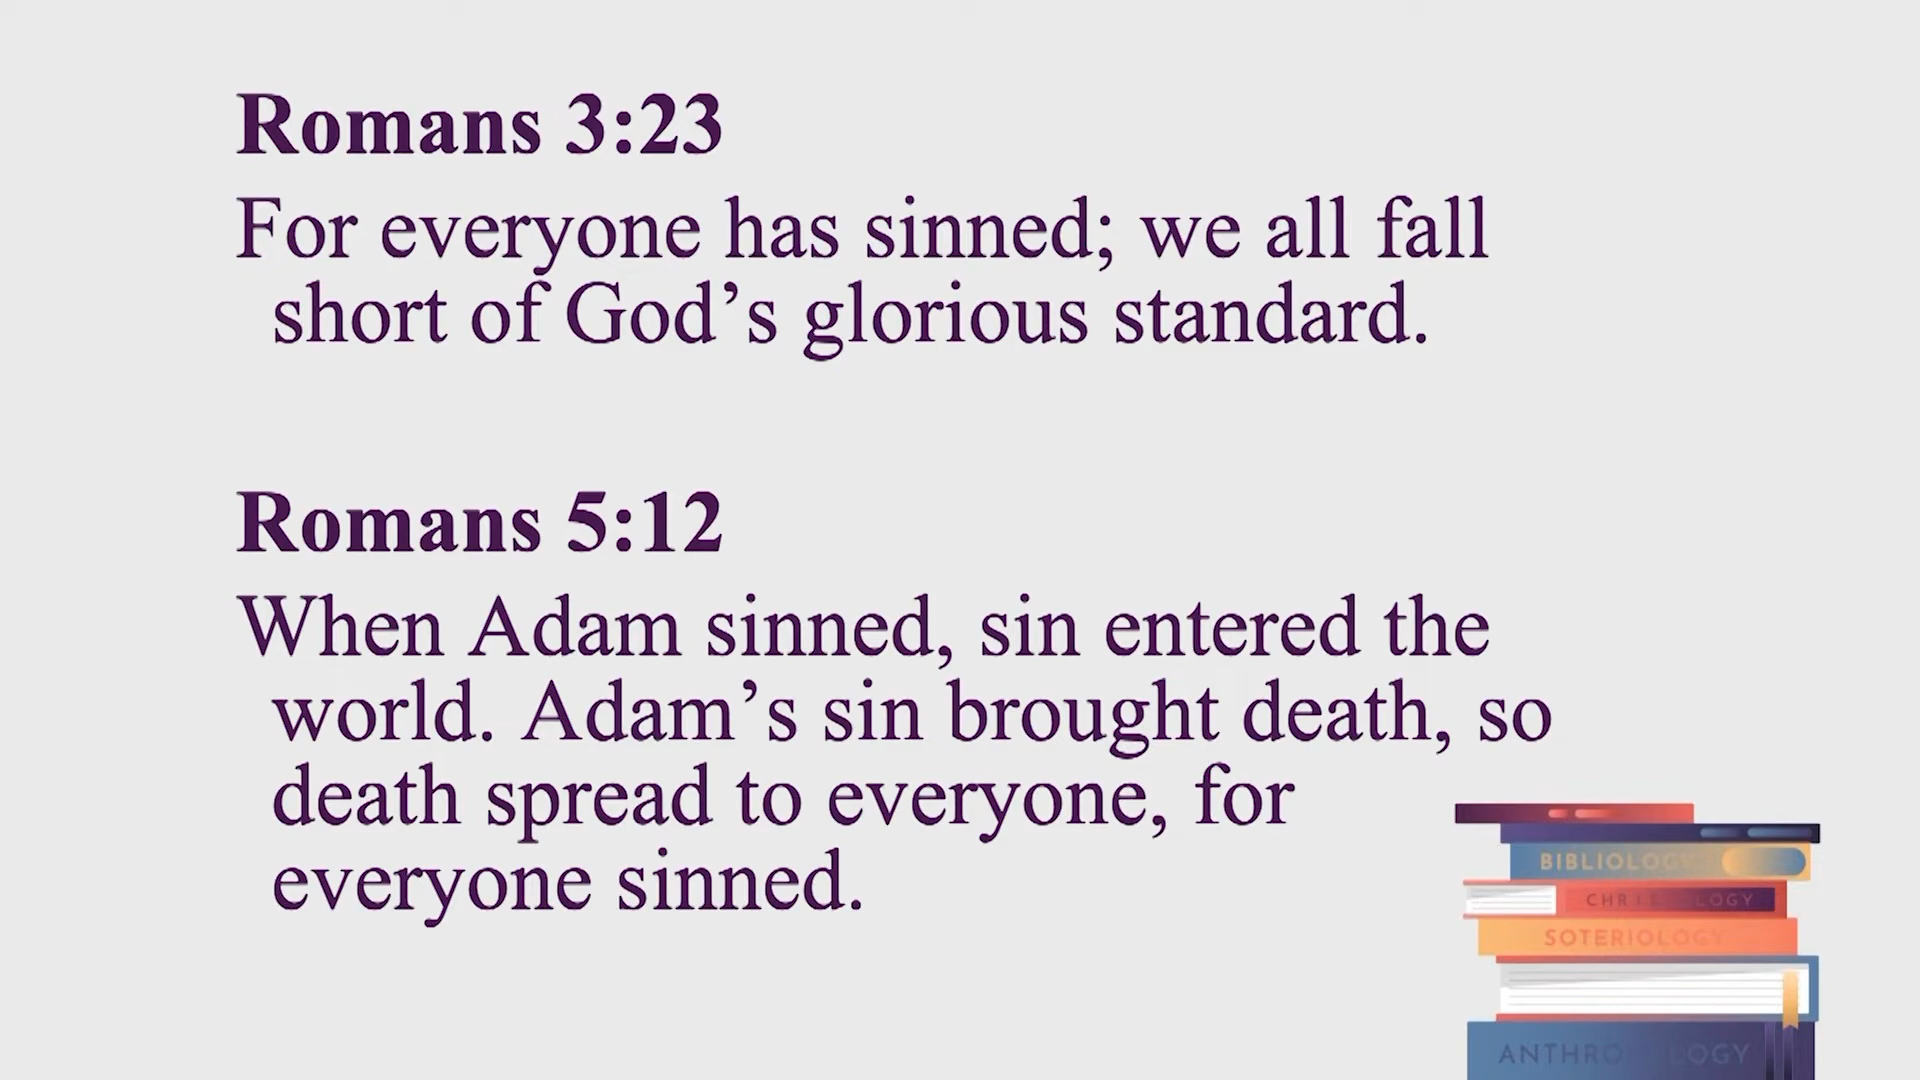 Romans 3:23
For everyone has sinned; we all fall
short of God’s glorious standard.
Romans 5:12
When Adam sinned, sin entered the
world. Adam’s sin brought death, so
death spread to everyone, for
everyone sinned.
BIBLIOLOGY
SOTERIOLOGY